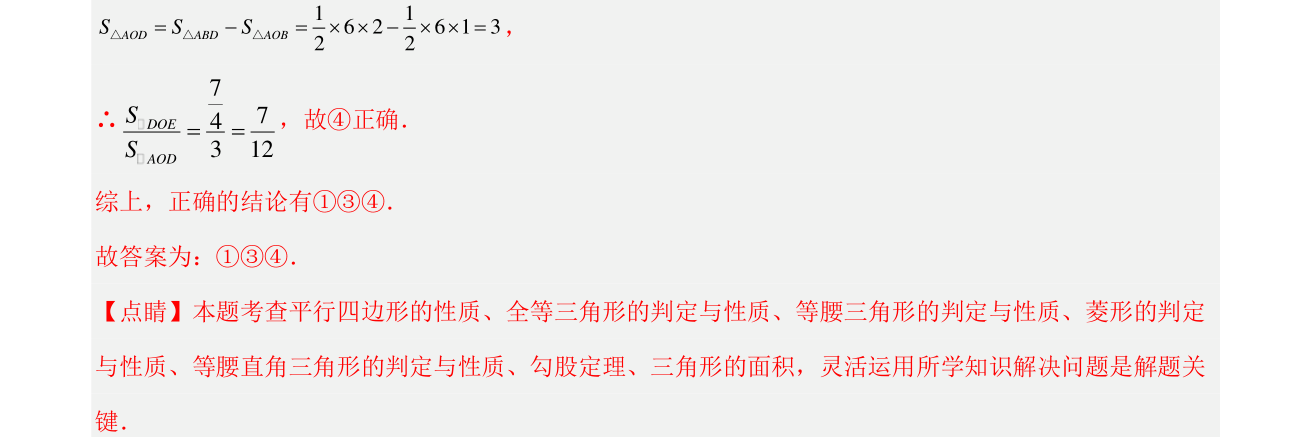 S△AOD = S△ABD − S△AOB = 1/2 ×6×2− 1/2 ×6×1=3，
∴ S□DOE / S□AOD = 7/4 / 3 = 7/12，故④正确．
综上，正确的结论有①③④．
故答案为：①③④．
【点睛】本题考查平行四边形的性质、全等三角形的判定与性质、等腰三角形的判定与性质、菱形的判定
与性质、等腰直角三角形的判定与性质、勾股定理、三角形的面积，灵活运用所学知识解决问题是解题关
键．